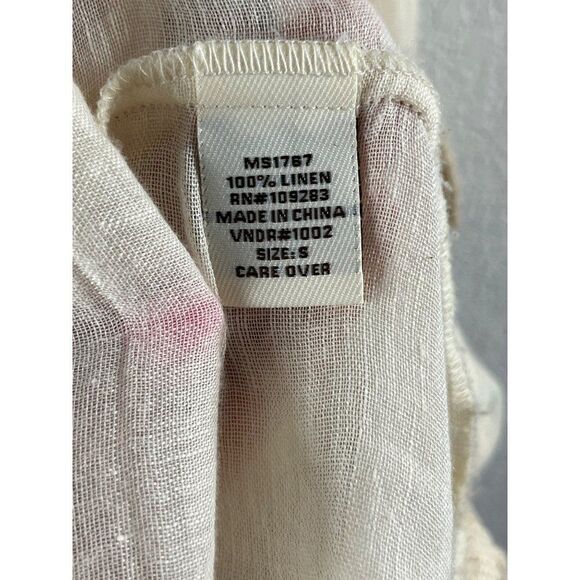 MS1767
100% LINEN
RN#109283
MADE IN CHINA
VNDR#1002
SIZE: S
CARE OVER